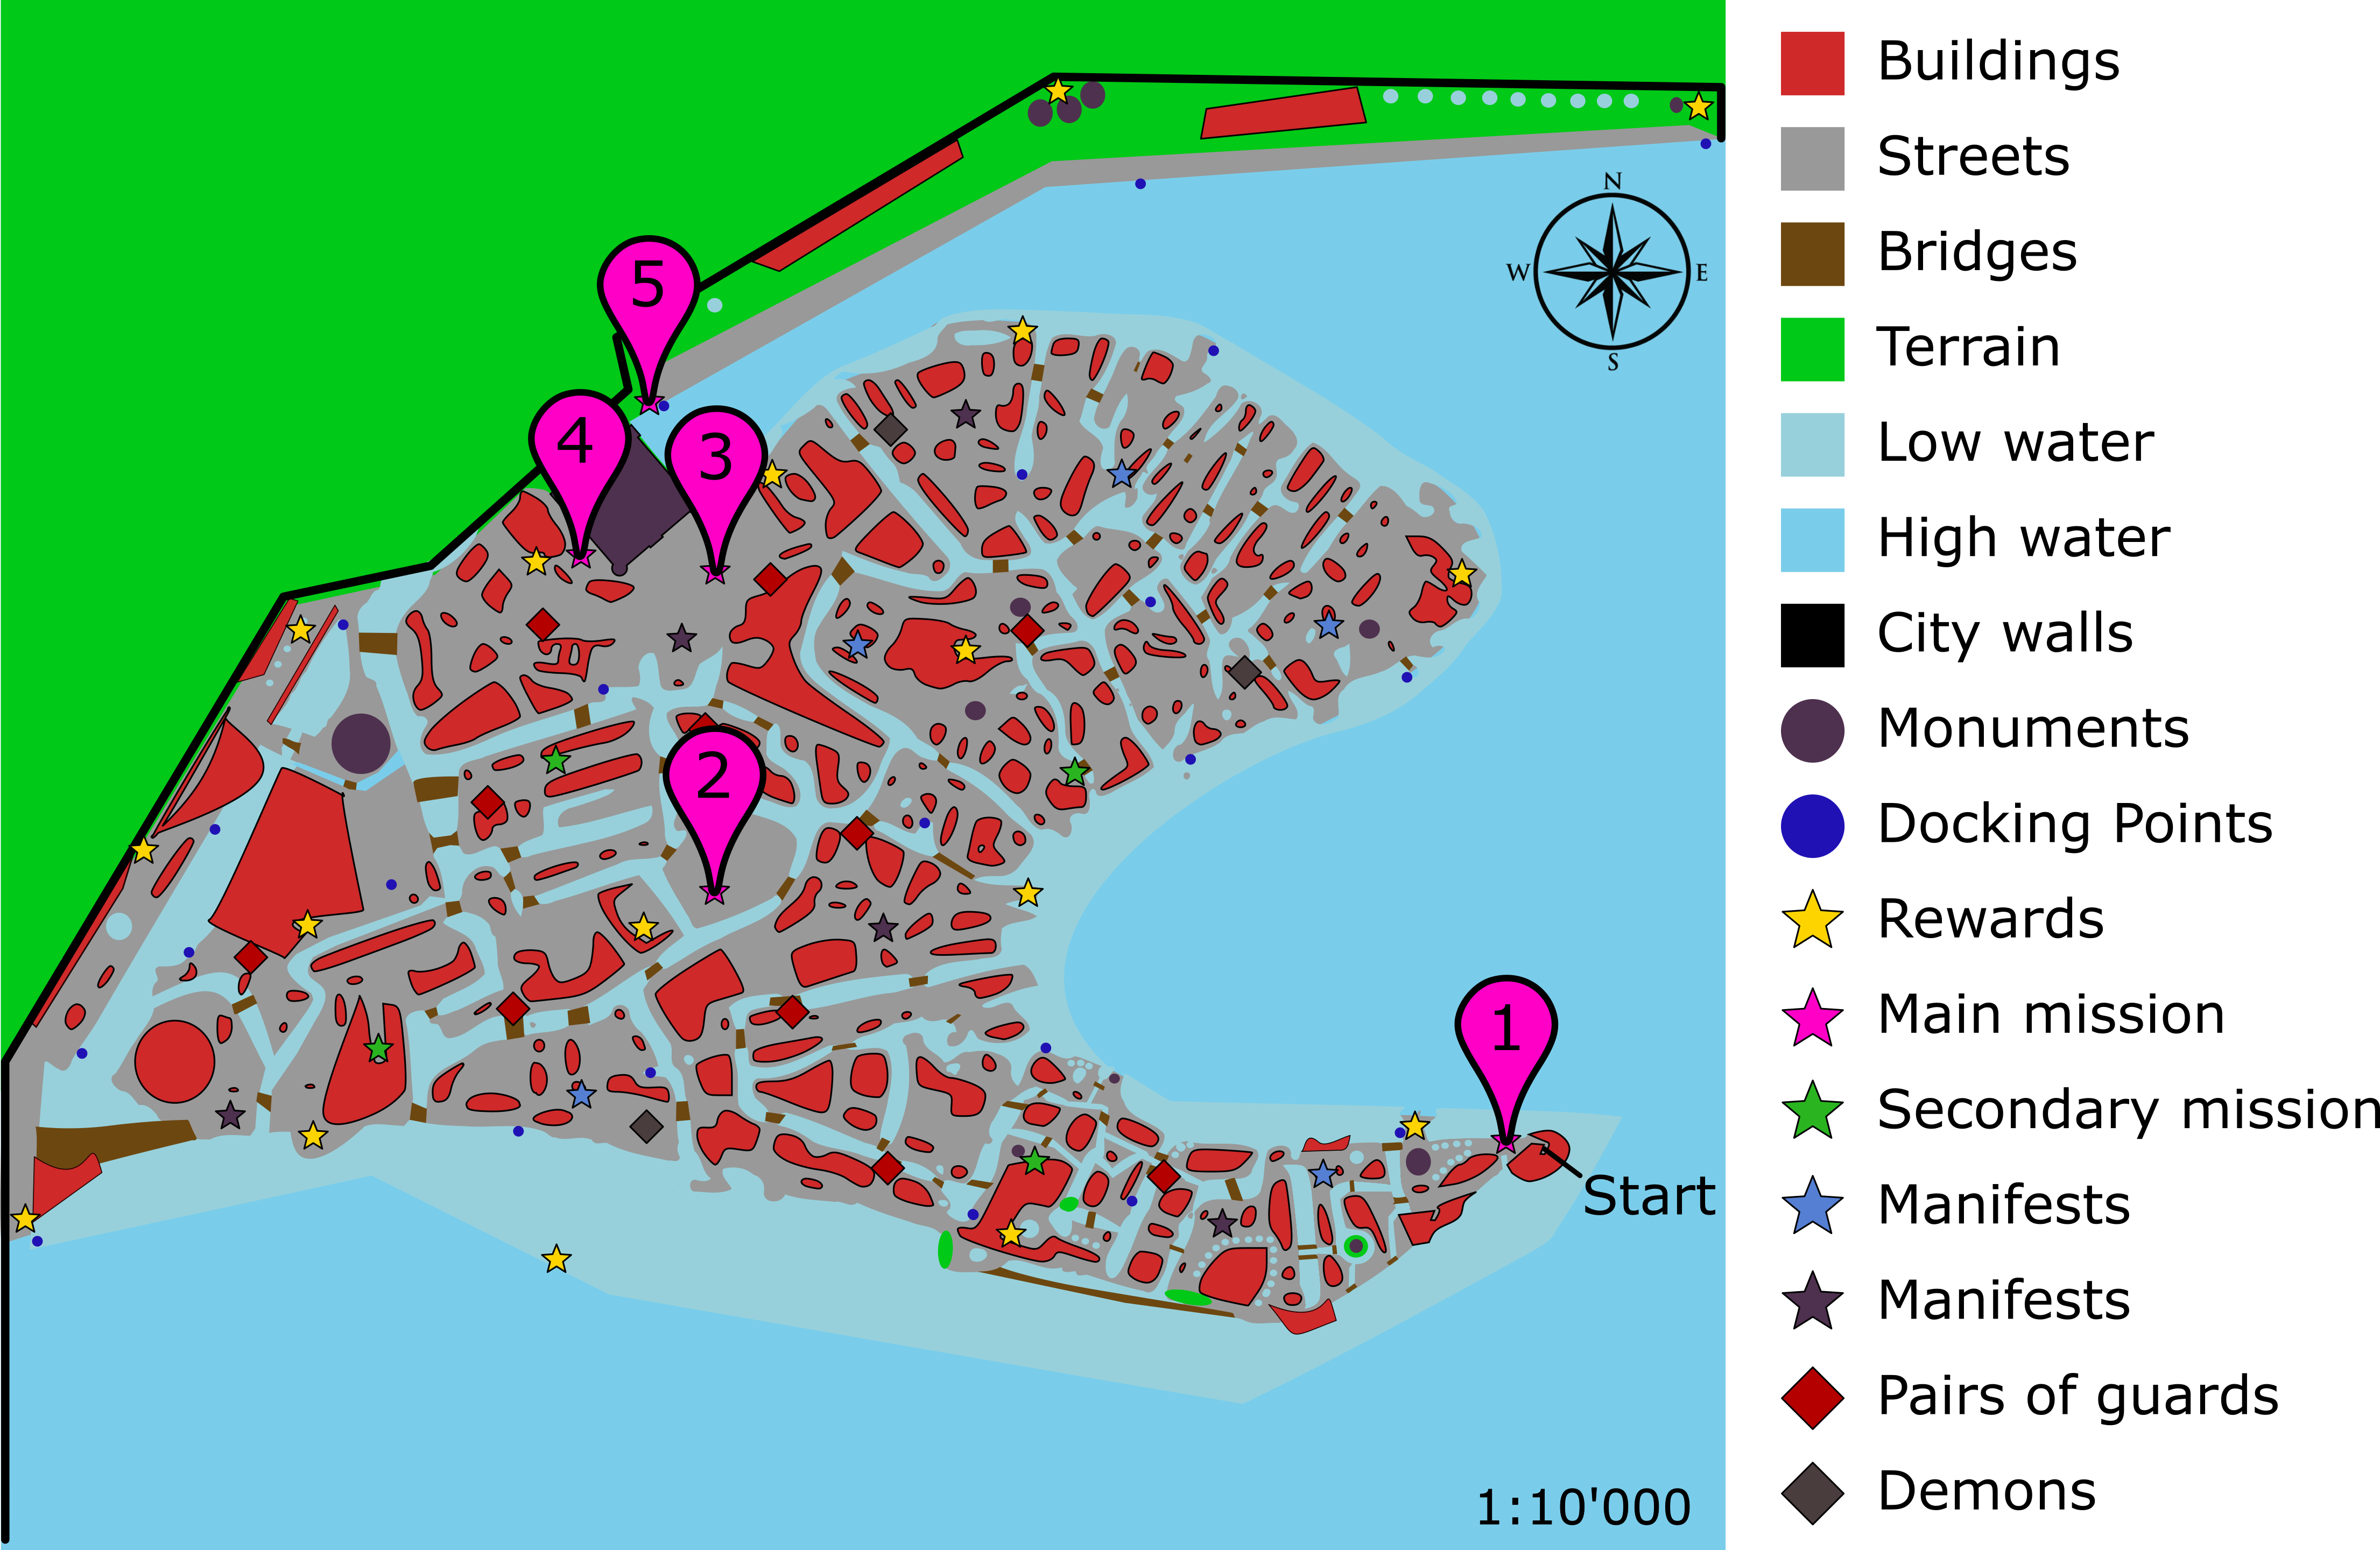 Buildings
Streets
Bridges
Terrain
Low water
High water
City walls
Monuments
Docking Points
Rewards
Main mission
Secondary mission
Manifests
Manifests
Pairs of guards
Demons
N
W E
S
5
4
3
2
1
Start
1:10'000